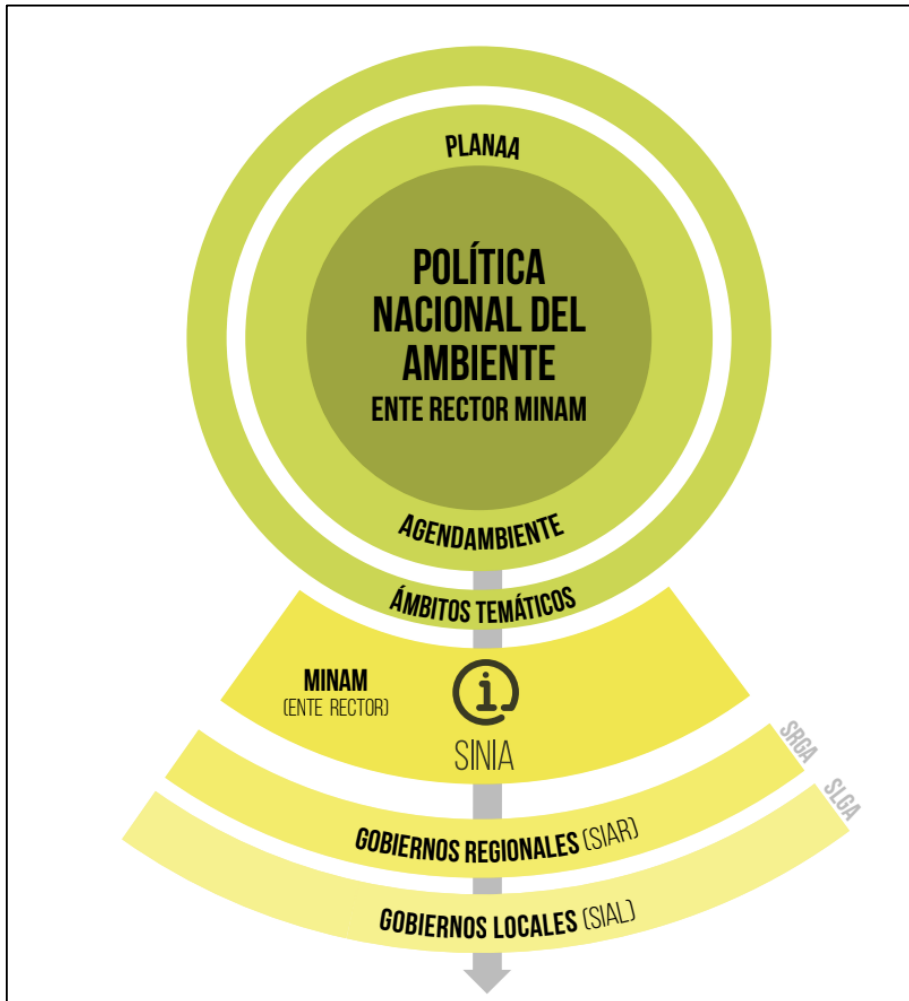 PLANAA
POLÍTICA
NACIONAL DEL
AMBIENTE
ENTE RECTOR MINAM
AGENDAMBIENTE
ÁMBITOS TEMÁTICOS
MINAM
(ENTE RECTOR)
i
SINIA
SRGA
SLGA
GOBIERNOS REGIONALES (SIAR)
GOBIERNOS LOCALES (SIAL)